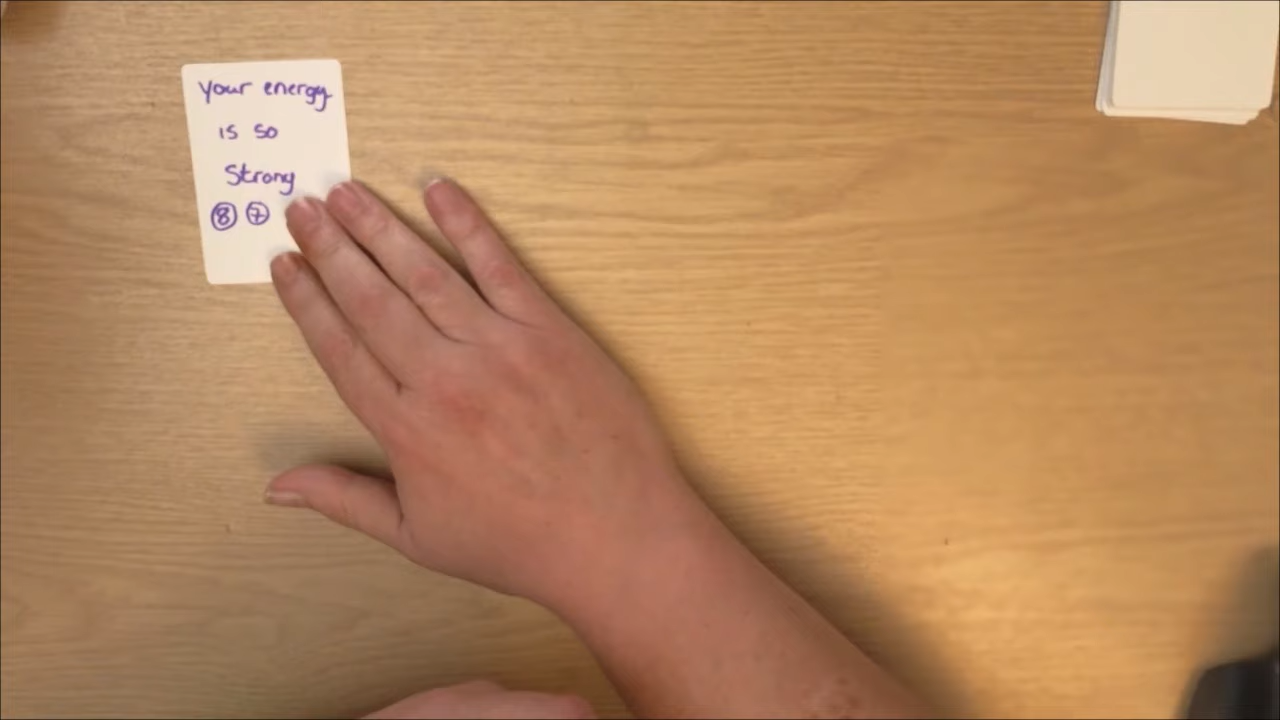 Your energy
is so
Strong
⑧ ⑦